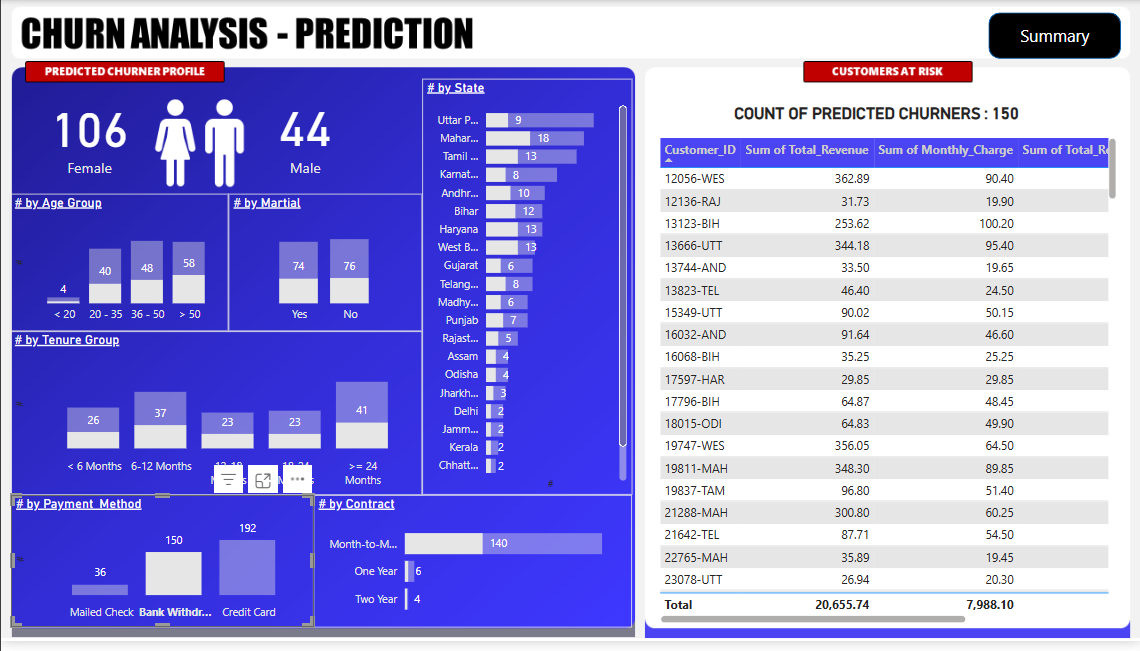 CHURN ANALYSIS - PREDICTION
Summary
PREDICTED CHURNER PROFILE
106
Female
44
Male
# by Age Group
4
40
48
58
< 20
20 - 35
36 - 50
> 50
# by Martial
74
76
Yes
No
# by Tenure Group
26
37
23
23
41
< 6 Months
6-12 Months
>= 24
Months
# by Payment_Method
36
150
192
Mailed Check
Bank Withdr...
Credit Card
# by State
Uttar P... 9
Mahar... 18
Tamil ... 13
Karnat... 8
Andhr... 10
Bihar 12
Haryana 13
West B... 13
Gujarat 6
Telang... 8
Madhy... 6
Punjab 7
Rajast... 5
Assam 4
Odisha 4
Jharkh... 3
Delhi 2
Jamm... 2
Kerala 2
Chhatt... 2
#
# by Contract
Month-to-M... 140
One Year 6
Two Year 4
CUSTOMERS AT RISK
COUNT OF PREDICTED CHURNERS : 150
Customer_ID Sum of Total_Revenue Sum of Monthly_Charge Sum of Total_Re
12056-WES 362.89 90.40
12136-RAJ 31.73 19.90
13123-BIH 253.62 100.20
13666-UTT 344.18 95.40
13744-AND 33.50 19.65
13823-TEL 46.40 24.50
15349-UTT 90.02 50.15
16032-AND 91.64 46.60
16068-BIH 35.25 25.25
17597-HAR 29.85 29.85
17796-BIH 64.87 48.45
18015-ODI 64.83 49.90
19747-WES 356.05 64.50
19811-MAH 348.30 89.85
19837-TAM 96.80 51.40
21288-MAH 300.80 60.25
21642-TEL 87.71 54.50
22765-MAH 35.89 19.45
23078-UTT 26.94 20.30
Total 20,655.74 7,988.10